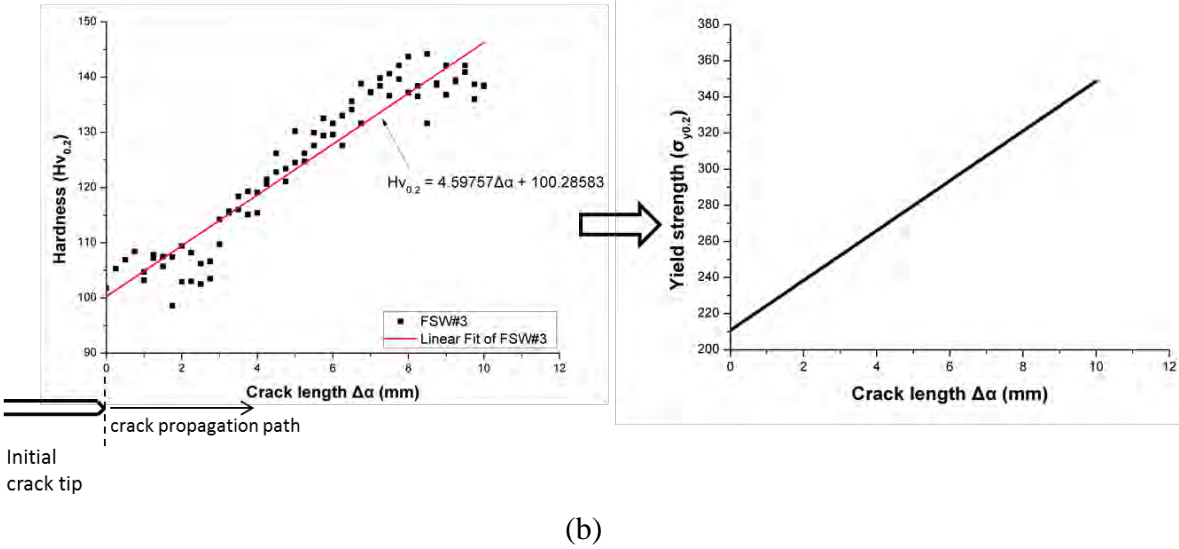 150
140
130
120
110
100
90
Hardness (Hv0.2)
Hv0.2 = 4.59757Δα + 100.28583
FSW#3
Linear Fit of FSW#3
0 2 4 6 8 10 12
Crack length Δα (mm)
crack propagation path
Initial
crack tip
380
360
340
320
300
280
260
240
220
200
Yield strength (σy0,2)
0 2 4 6 8 10 12
Crack length Δα (mm)
(b)